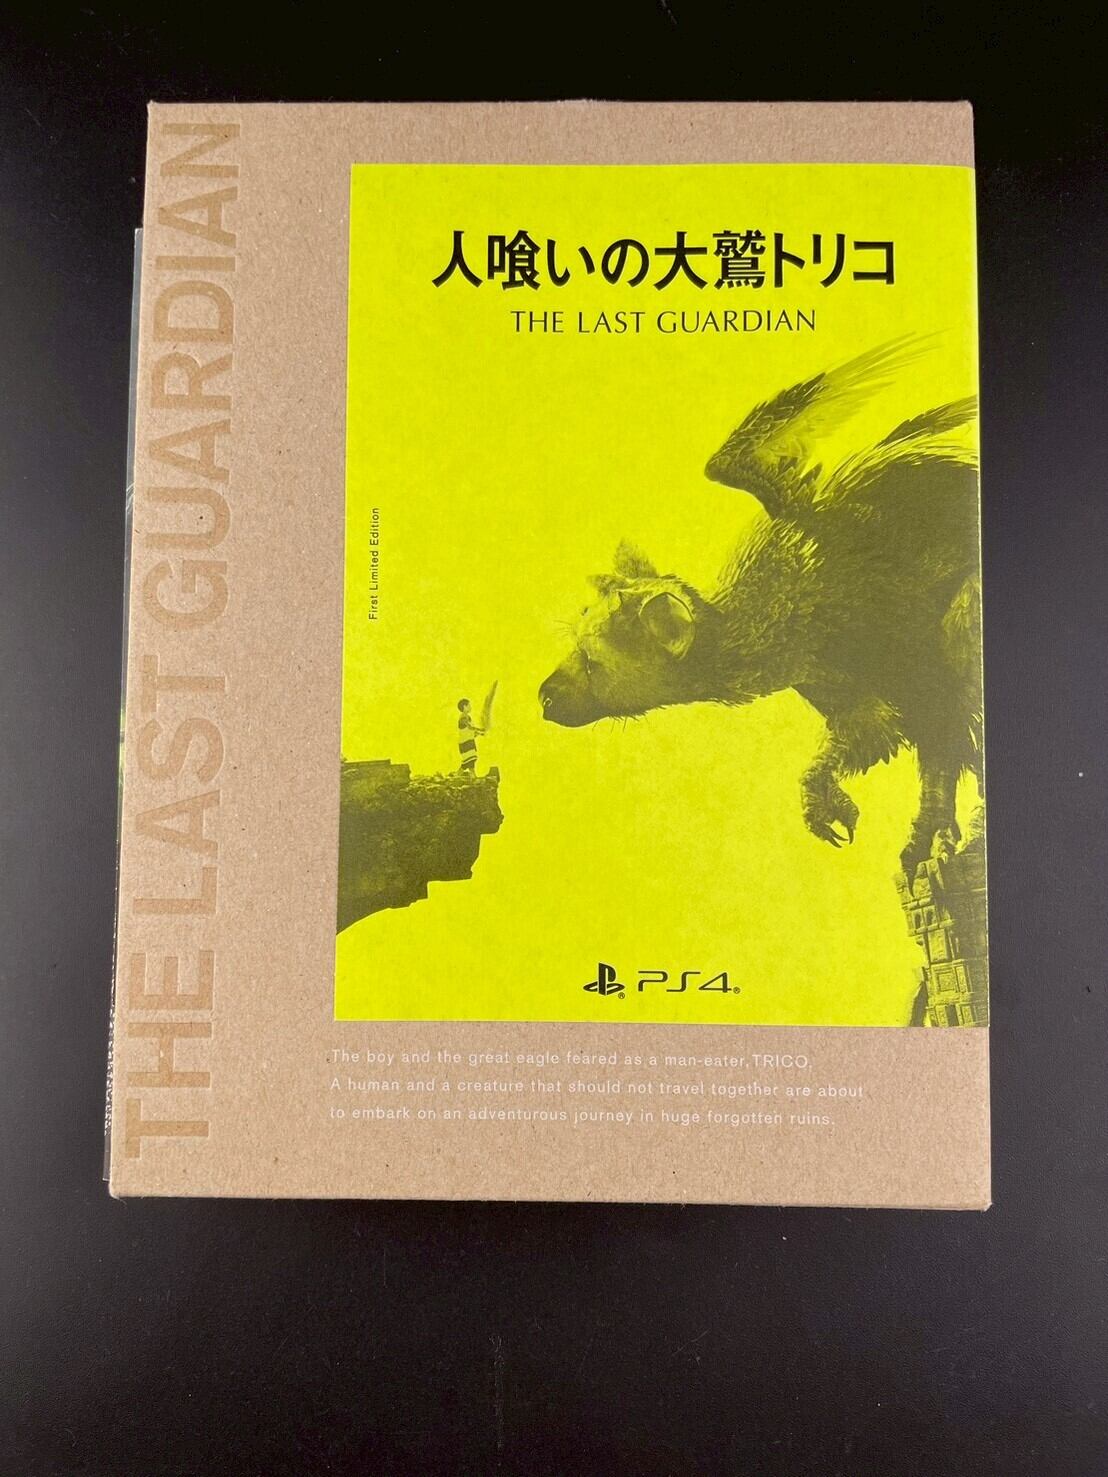 THE LAST GUARDIAN
人喰いの大鷲トリコ
THE LAST GUARDIAN
First Limited Edition
PS4®
The boy and the great eagle feared as a man-eater, TRICO.
A human and a creature that should not travel together are about
to embark on an adventurous journey in huge forgotten ruins.